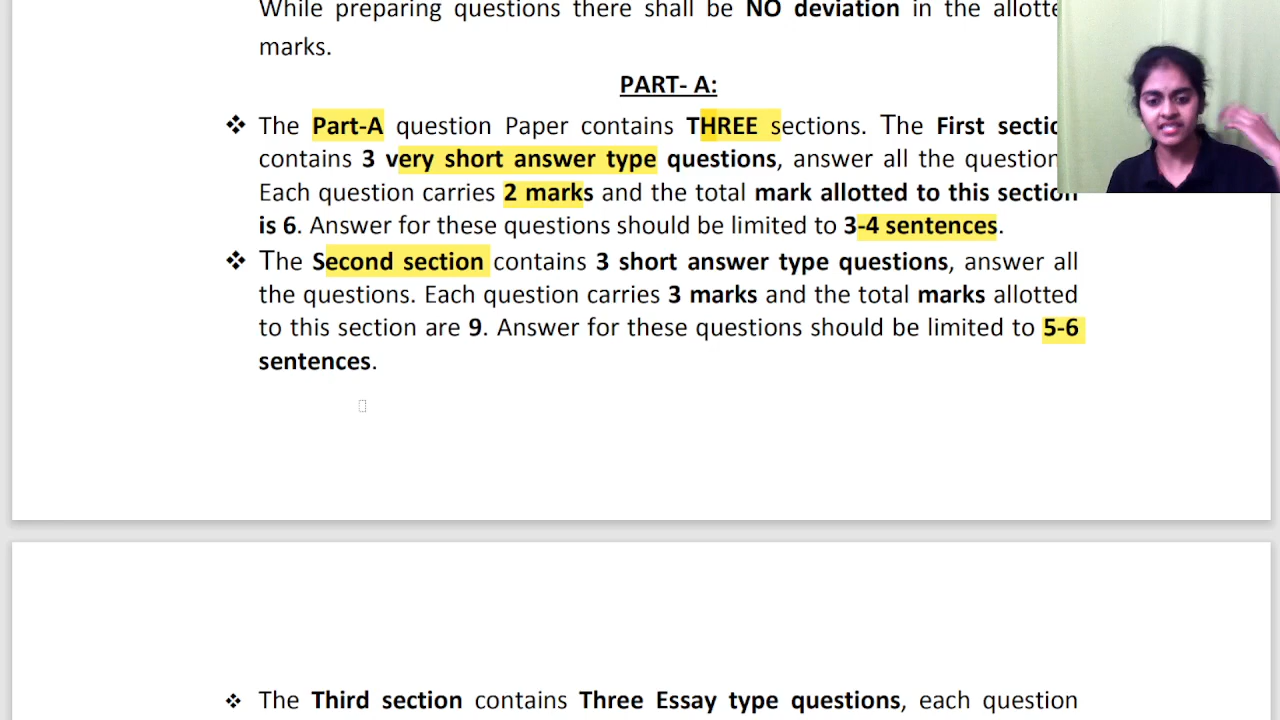 While preparing questions there shall be NO deviation in the allotte
marks.
PART- A:
❖ The Part-A question Paper contains THREE sections. The First sectio
contains 3 very short answer type questions, answer all the question
Each question carries 2 marks and the total mark allotted to this section
is 6. Answer for these questions should be limited to 3-4 sentences.
❖ The Second section contains 3 short answer type questions, answer all
the questions. Each question carries 3 marks and the total marks allotted
to this section are 9. Answer for these questions should be limited to 5-6
sentences.
❖ The Third section contains Three Essay type questions, each question